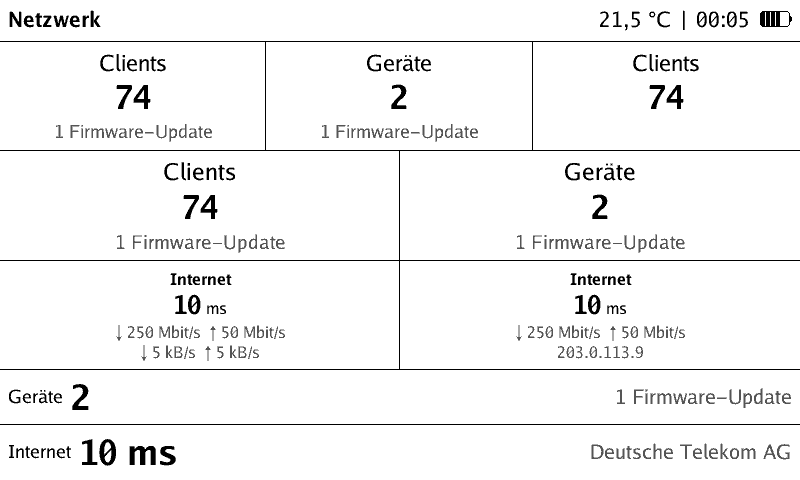 Netzwerk 21,5 °C | 00:05
Clients Geräte Clients
74 2 74
1 Firmware-Update 1 Firmware-Update
Clients Geräte
74 2
1 Firmware-Update 1 Firmware-Update
Internet Internet
10 ms 10 ms
↓ 250 Mbit/s ↑ 50 Mbit/s ↓ 250 Mbit/s ↑ 50 Mbit/s
↓ 5 kB/s ↑ 5 kB/s 203.0.113.9
Geräte 2 1 Firmware-Update
Internet 10 ms Deutsche Telekom AG